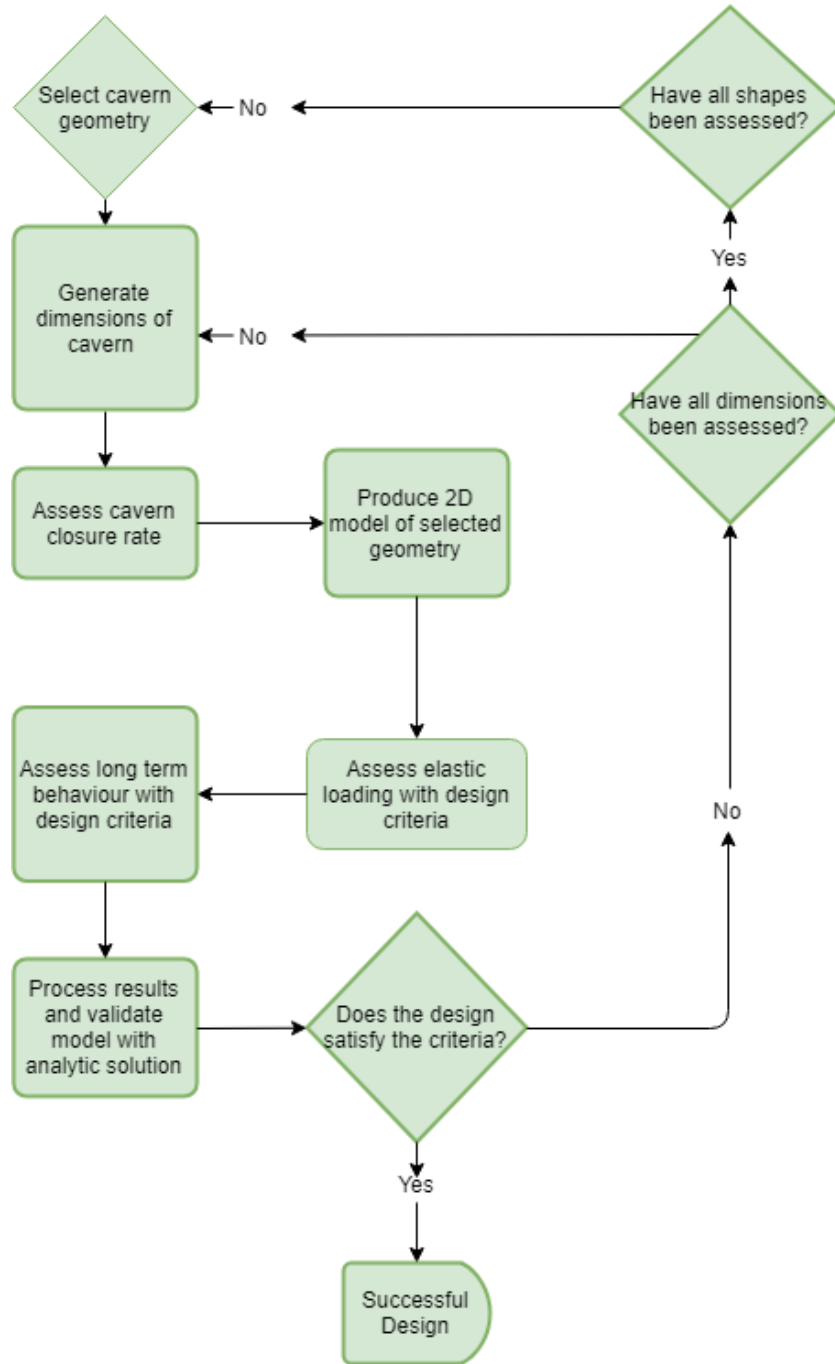 Select cavern
geometry
No
Have all shapes
been assessed?
Yes
Generate
dimensions of
cavern
No
Have all dimensions
been assessed?
Assess cavern
closure rate
Produce 2D
model of selected
geometry
Assess long term
behaviour with
design criteria
Assess elastic
loading with design
criteria
No
Process results
and validate
model with
analytic solution
Does the design
satisfy the criteria?
Yes
Successful
Design